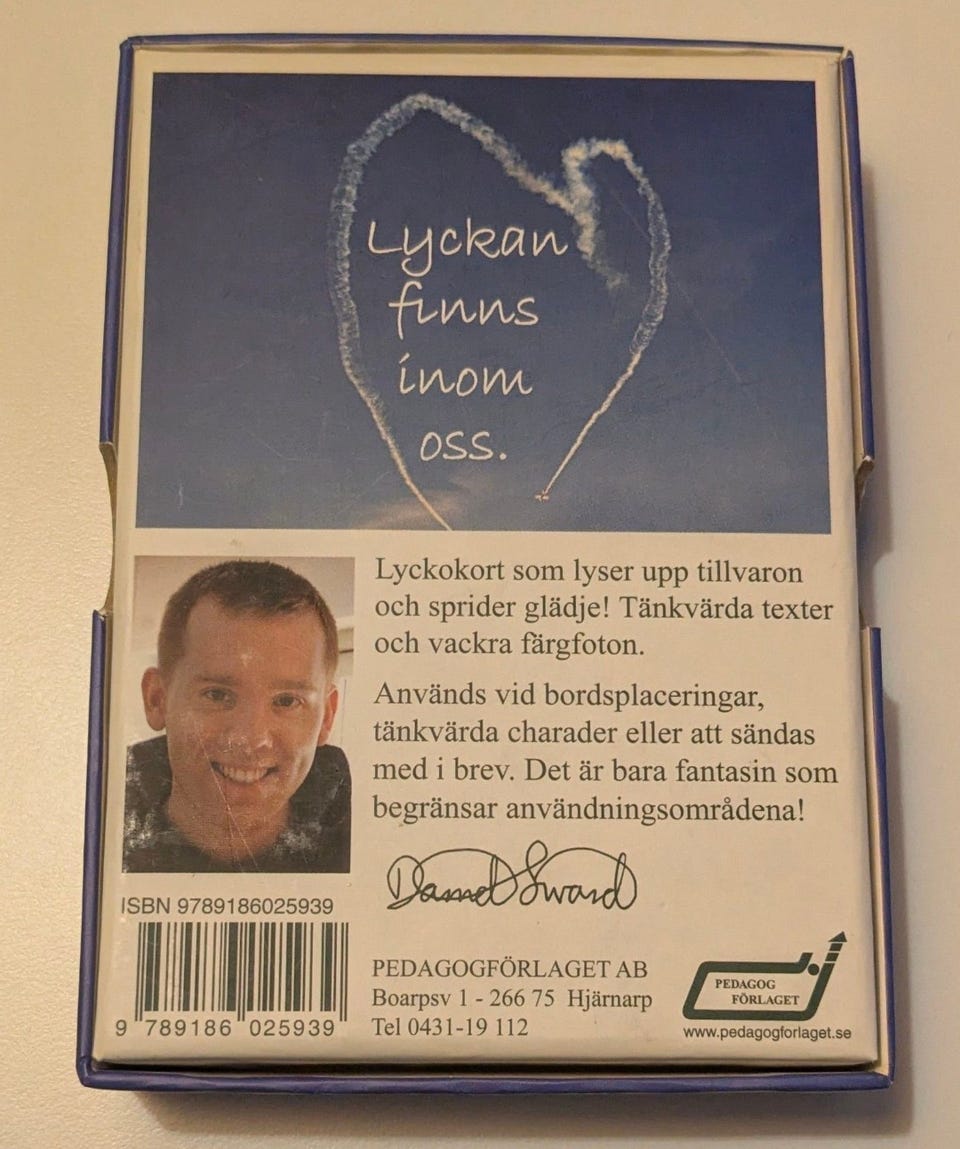 Lyckan
finns
inom
oss.
Lyckokort som lyser upp tillvaron
och sprider glädje! Tänkvärda texter
och vackra färgfoton.
Används vid bordsplaceringar,
tänkvärda charader eller att sändas
med i brev. Det är bara fantasin som
begränsar användningsområdena!
Daniel Sward
ISBN 9789186025939
9 789186 025939
PEDAGOGFÖRLAGET AB
Boarpsv 1 - 266 75 Hjärnarp
Tel 0431-19 112
PEDAGOG
FÖRLAGET
www.pedagogforlaget.se